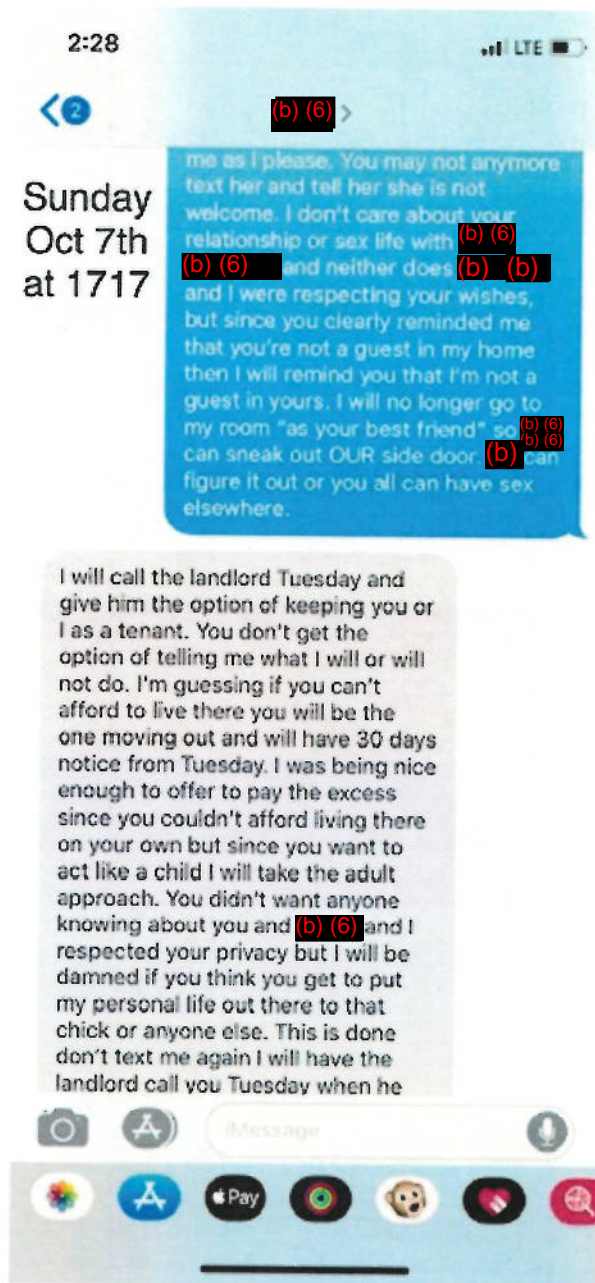 2:28
LTE
2
(b) (6)
Sunday
Oct 7th
at 1717
me as I please. You may not anymore
text her and tell her she is not
welcome. I don't care about your
relationship or sex life with (b) (6)
(b) (6) and neither does (b) (b)
and I were respecting your wishes,
but since you clearly reminded me
that you're not a guest in my home
then I will remind you that I'm not a
guest in yours. I will no longer go to
my room "as your best friend" so (b) (6)
(b) (6)
can sneak out OUR side door. (b) can
figure it out or you all can have sex
elsewhere.
I will call the landlord Tuesday and
give him the option of keeping you or
I as a tenant. You don't get the
option of telling me what I will or will
not do. I'm guessing if you can't
afford to live there you will be the
one moving out and will have 30 days
notice from Tuesday. I was being nice
enough to offer to pay the excess
since you couldn't afford living there
on your own but since you want to
act like a child I will take the adult
approach. You didn't want anyone
knowing about you and (b) (6) and I
respected your privacy but I will be
damned if you think you get to put
my personal life out there to that
chick or anyone else. This is done
don't text me again I will have the
landlord call you Tuesday when he
iMessage
Pay